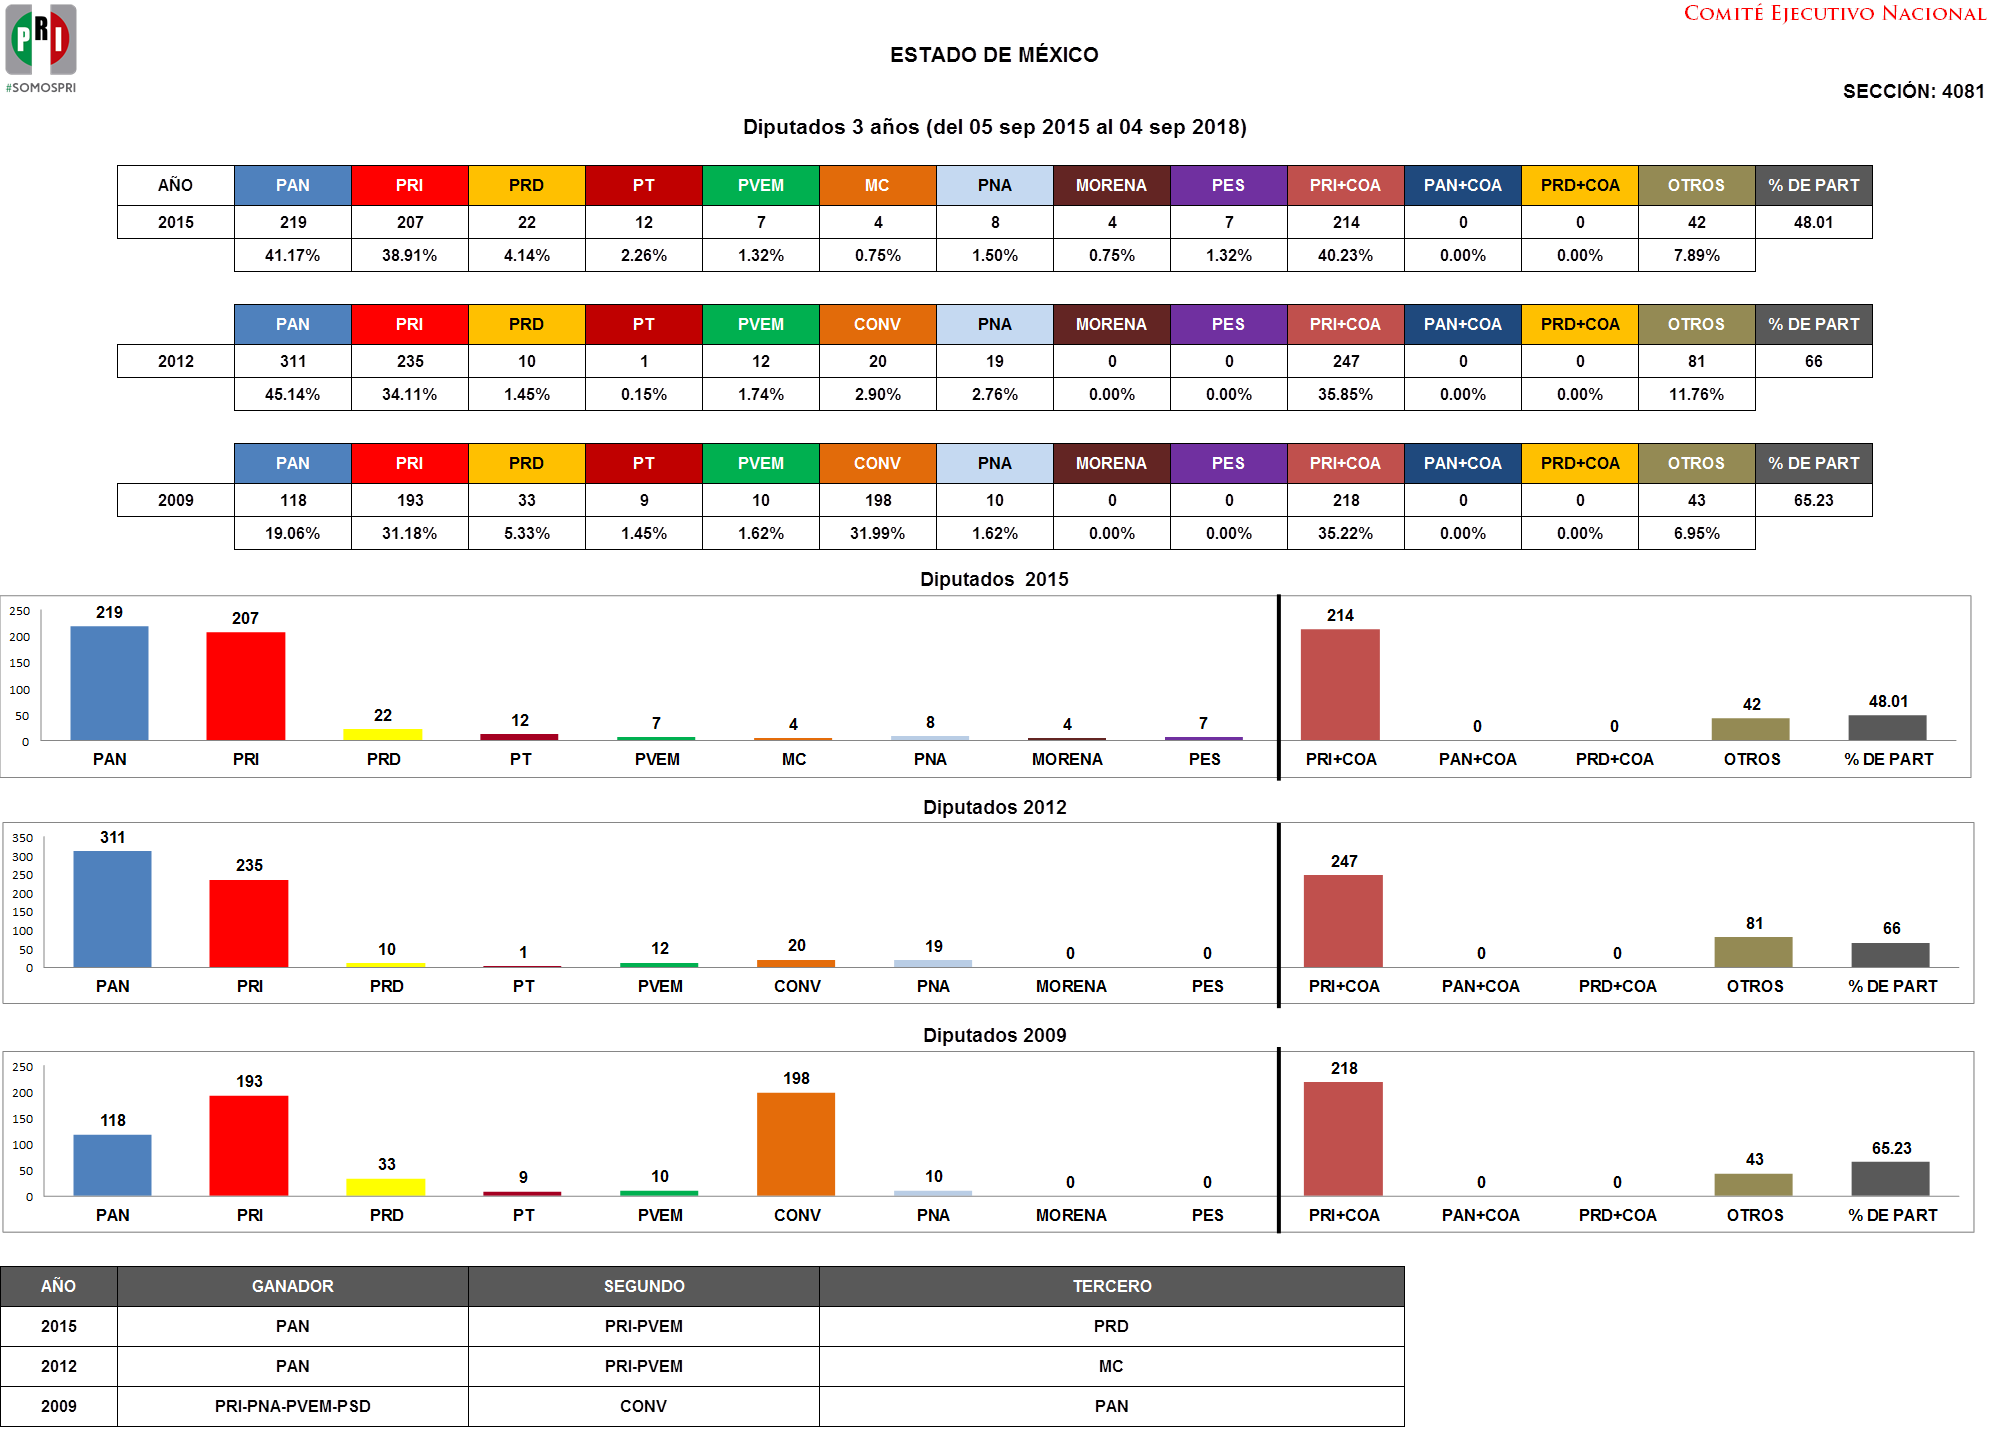 PRI
#SOMOSPRI
COMITÉ EJECUTIVO NACIONAL
ESTADO DE MÉXICO
SECCIÓN: 4081
Diputados 3 años (del 05 sep 2015 al 04 sep 2018)
AÑO PAN PRI PRD PT PVEM MC PNA MORENA PES PRI+COA PAN+COA PRD+COA OTROS % DE PART
2015 219 207 22 12 7 4 8 4 7 214 0 0 42 48.01
41.17% 38.91% 4.14% 2.26% 1.32% 0.75% 1.50% 0.75% 1.32% 40.23% 0.00% 0.00% 7.89%
PAN PRI PRD PT PVEM CONV PNA MORENA PES PRI+COA PAN+COA PRD+COA OTROS % DE PART
2012 311 235 10 1 12 20 19 0 0 247 0 0 81 66
45.14% 34.11% 1.45% 0.15% 1.74% 2.90% 2.76% 0.00% 0.00% 35.85% 0.00% 0.00% 11.76%
PAN PRI PRD PT PVEM CONV PNA MORENA PES PRI+COA PAN+COA PRD+COA OTROS % DE PART
2009 118 193 33 9 10 198 10 0 0 218 0 0 43 65.23
19.06% 31.18% 5.33% 1.45% 1.62% 31.99% 1.62% 0.00% 0.00% 35.22% 0.00% 0.00% 6.95%
Diputados  2015
250
200
150
100
50
0
219 207 22 12 7 4 8 4 7 214 0 0 42 48.01
PAN PRI PRD PT PVEM MC PNA MORENA PES PRI+COA PAN+COA PRD+COA OTROS % DE PART
Diputados 2012
350
300
250
200
150
100
50
0
311 235 10 1 12 20 19 0 0 247 0 0 81 66
PAN PRI PRD PT PVEM CONV PNA MORENA PES PRI+COA PAN+COA PRD+COA OTROS % DE PART
Diputados 2009
250
200
150
100
50
0
118 193 33 9 10 198 10 0 0 218 0 0 43 65.23
PAN PRI PRD PT PVEM CONV PNA MORENA PES PRI+COA PAN+COA PRD+COA OTROS % DE PART
AÑO GANADOR SEGUNDO TERCERO
2015 PAN PRI-PVEM PRD
2012 PAN PRI-PVEM MC
2009 PRI-PNA-PVEM-PSD CONV PAN